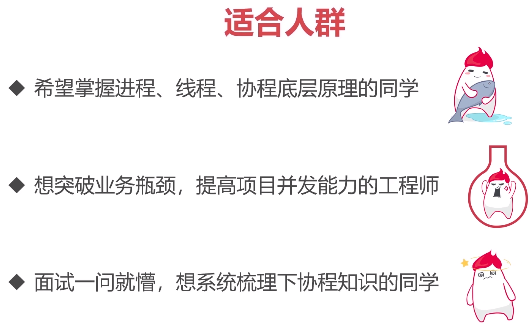 适合人群
◆ 希望掌握进程、线程、协程底层原理的同学
◆ 想突破业务瓶颈，提高项目并发能力的工程师
◆ 面试一问就懵，想系统梳理下协程知识的同学